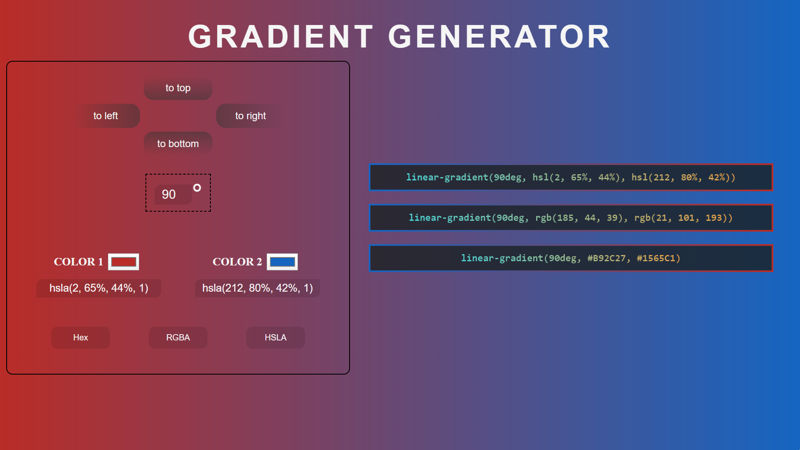 GRADIENT GENERATOR
to top
to left
to right
to bottom
90
COLOR 1
COLOR 2
hsla(2, 65%, 44%, 1)
hsla(212, 80%, 42%, 1)
Hex
RGBA
HSLA
linear-gradient(90deg, hsl(2, 65%, 44%), hsl(212, 80%, 42%))
linear-gradient(90deg, rgb(185, 44, 39), rgb(21, 101, 193))
linear-gradient(90deg, #B92C27, #1565C1)